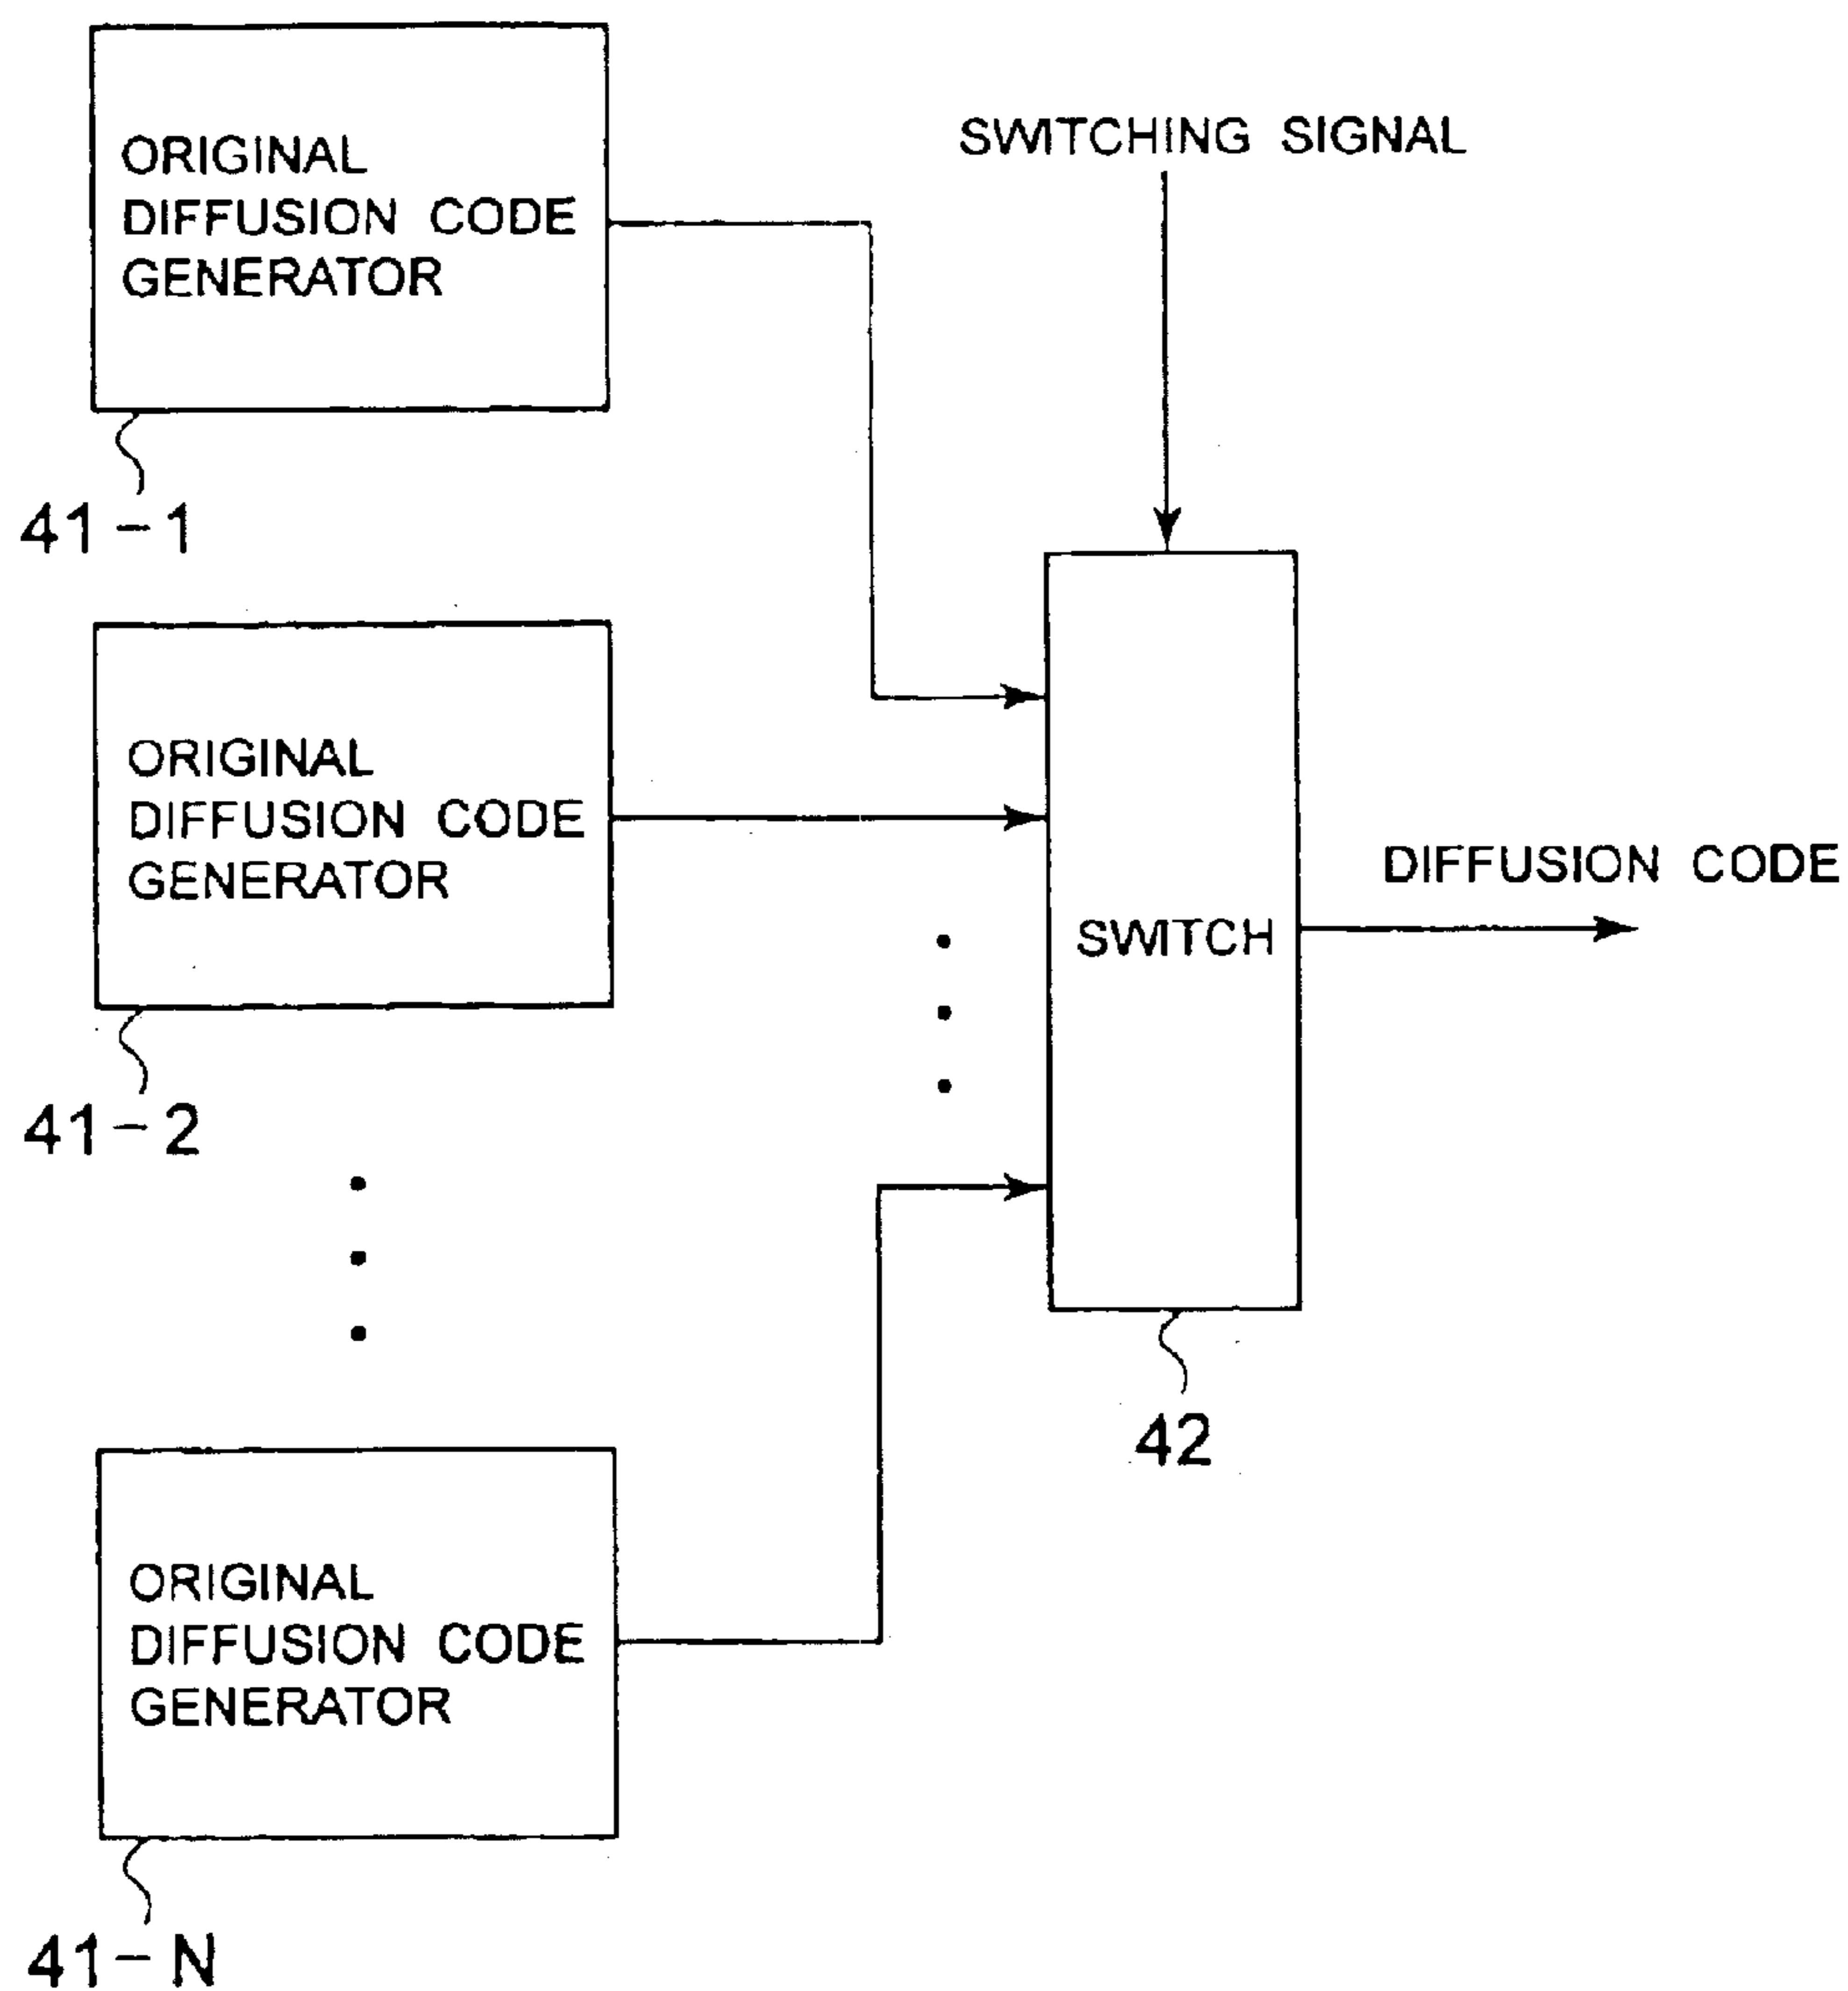 ORIGINAL
DIFFUSION CODE
GENERATOR
41-1
SWITCHING SIGNAL
ORIGINAL
DIFFUSION CODE
GENERATOR
41-2
SWITCH
DIFFUSION CODE
42
ORIGINAL
DIFFUSION CODE
GENERATOR
41-N